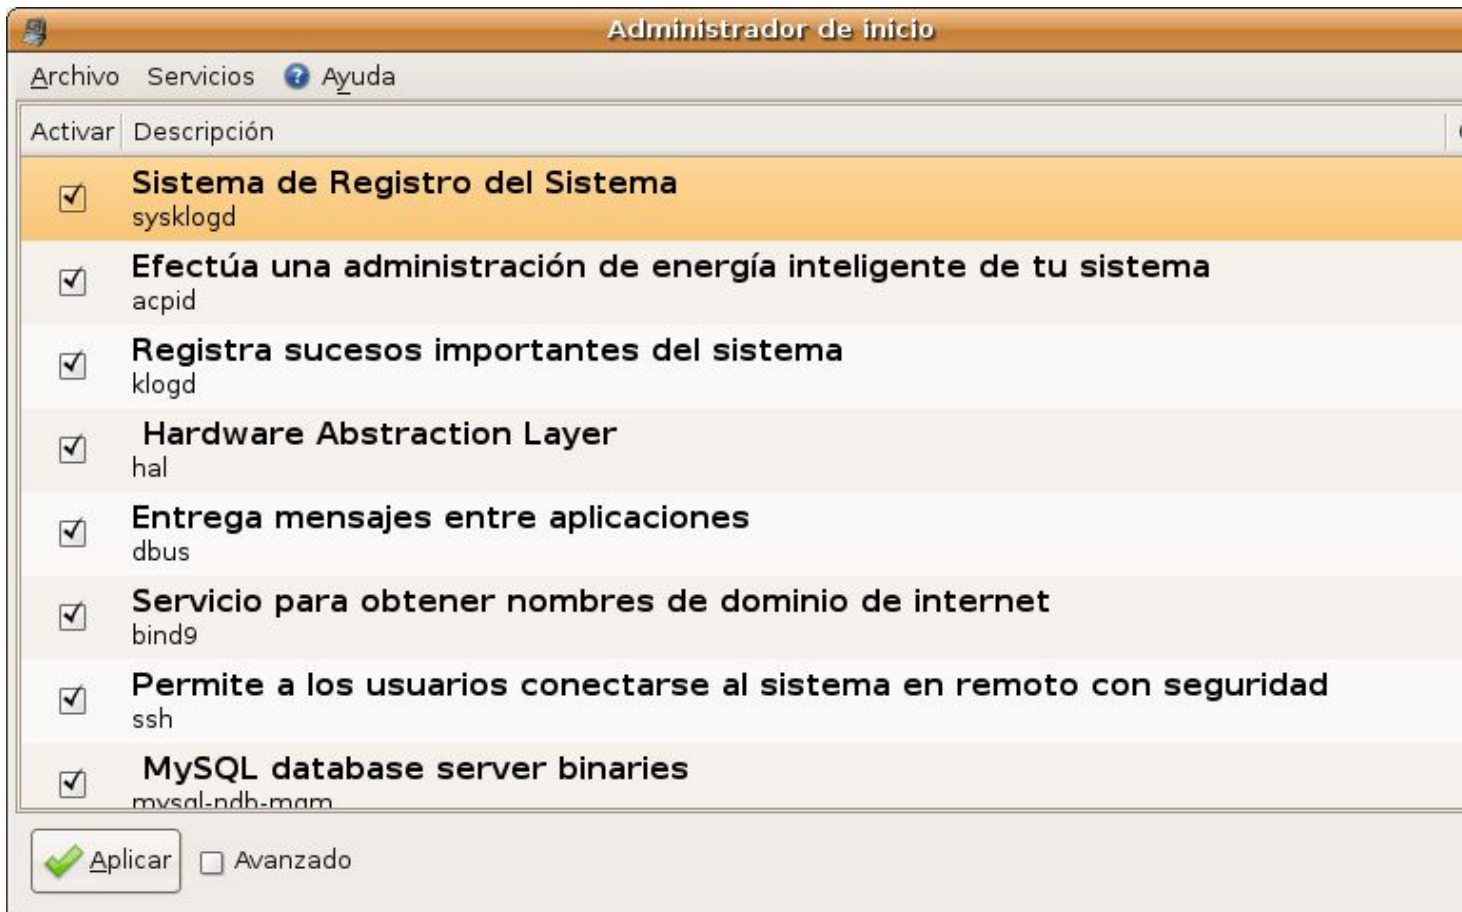 Administrador de inicio
Archivo Servicios Ayuda
Activar Descripción
Sistema de Registro del Sistema
sysklogd
Efectúa una administración de energía inteligente de tu sistema
acpid
Registra sucesos importantes del sistema
klogd
Hardware Abstraction Layer
hal
Entrega mensajes entre aplicaciones
dbus
Servicio para obtener nombres de dominio de internet
bind9
Permite a los usuarios conectarse al sistema en remoto con seguridad
ssh
MySQL database server binaries
mysql-ndb-mgm
Aplicar Avanzado